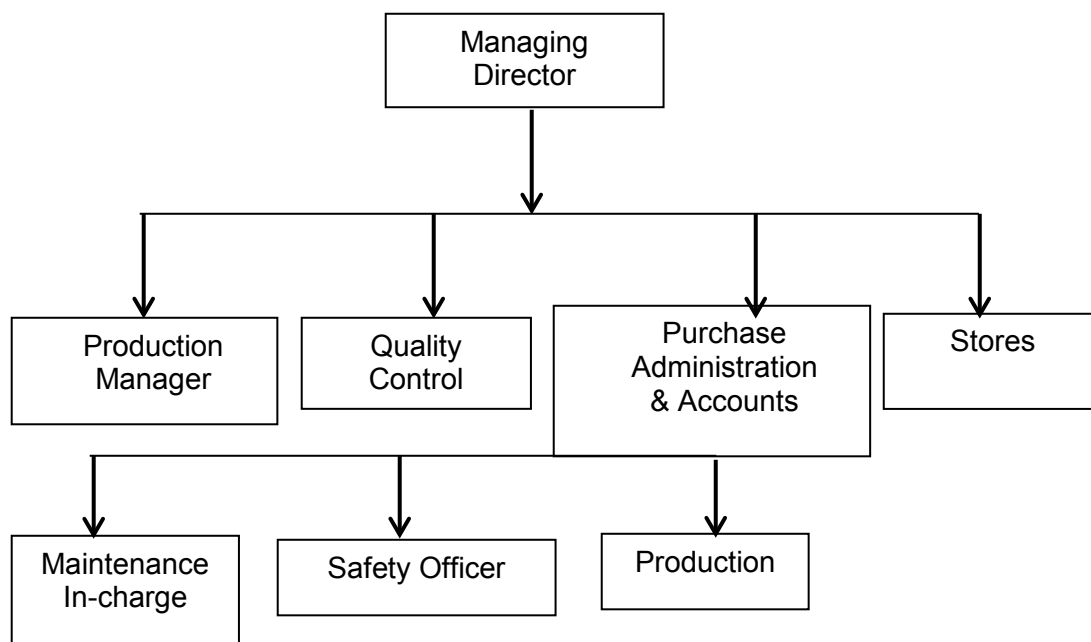 Managing
Director
Production
Manager
Quality
Control
Purchase
Administration
& Accounts
Stores
Maintenance
In-charge
Safety Officer
Production